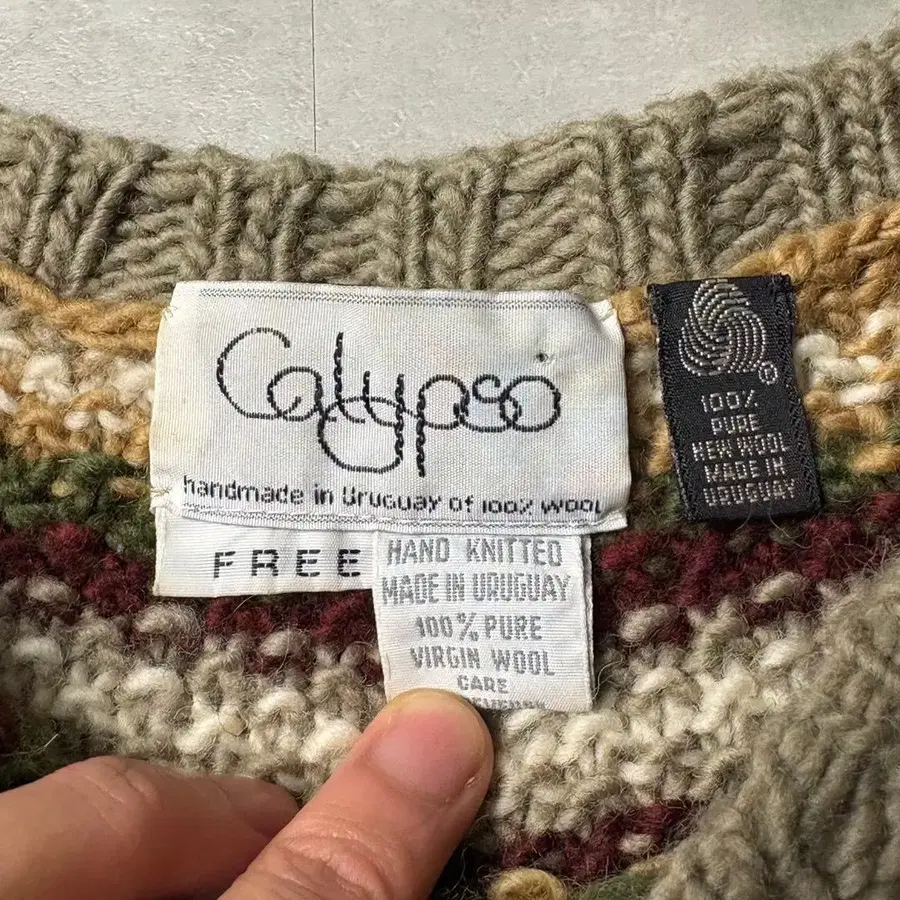 Calypso
handmade in Uruguay of 100% WOOL
FREE
HAND KNITTED
MADE IN URUGUAY
100% PURE
VIRGIN WOOL
CARE
®
100%
PURE
NEW WOOL
MADE IN
URUGUAY